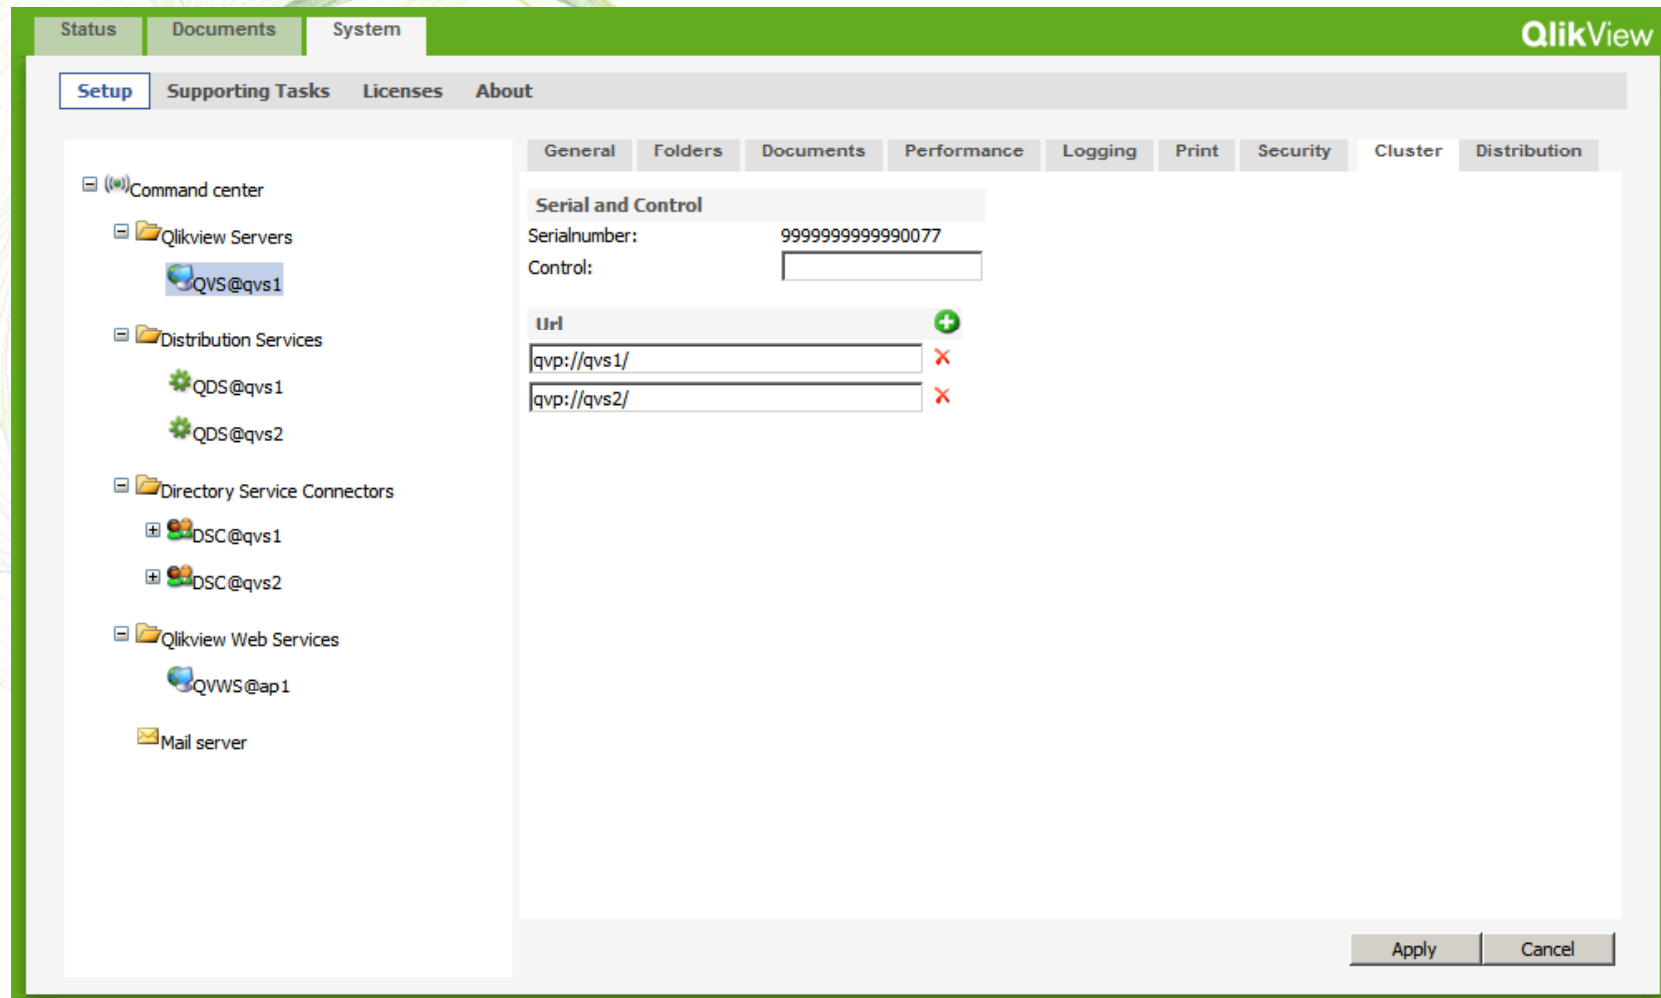 Status Documents System QlikView
Setup Supporting Tasks Licenses About
General Folders Documents Performance Logging Print Security Cluster Distribution
Command center
Qlikview Servers
QVS@qvs1
Distribution Services
QDS@qvs1
QDS@qvs2
Directory Service Connectors
DSC@qvs1
DSC@qvs2
Qlikview Web Services
QVWS@ap1
Mail server
Serial and Control
Serialnumber: 9999999999990077
Control:
Url
qvp://qvs1/
qvp://qvs2/
Apply Cancel